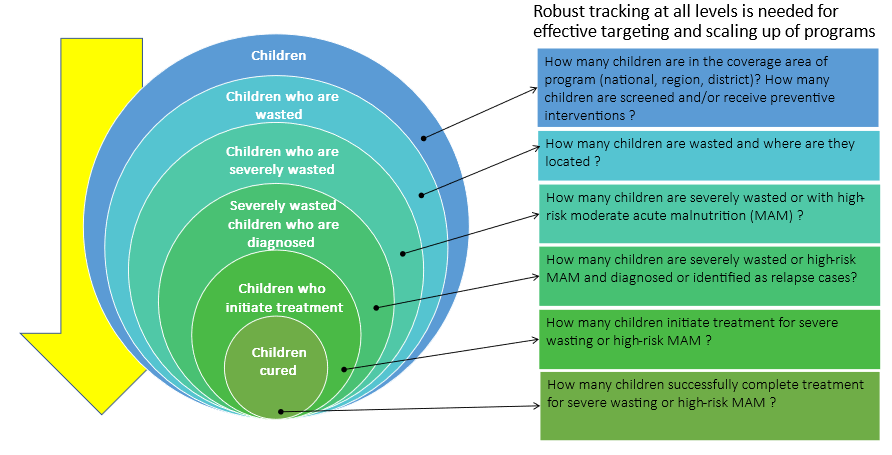 Robust tracking at all levels is needed for
effective targeting and scaling up of programs
Children
Children who are
wasted
Children who are
severely wasted
Severely wasted
children who are
diagnosed
Children who
initiate treatment
Children
cured
How many children are in the coverage area of
program (national, region, district)? How many
children are screened and/or receive preventive
interventions ?
How many children are wasted and where are they
located ?
How many children are severely wasted or with high-
risk moderate acute malnutrition (MAM) ?
How many children are severely wasted or high-risk
MAM and diagnosed or identified as relapse cases?
How many children initiate treatment for severe
wasting or high-risk MAM ?
How many children successfully complete treatment
for severe wasting or high-risk MAM ?